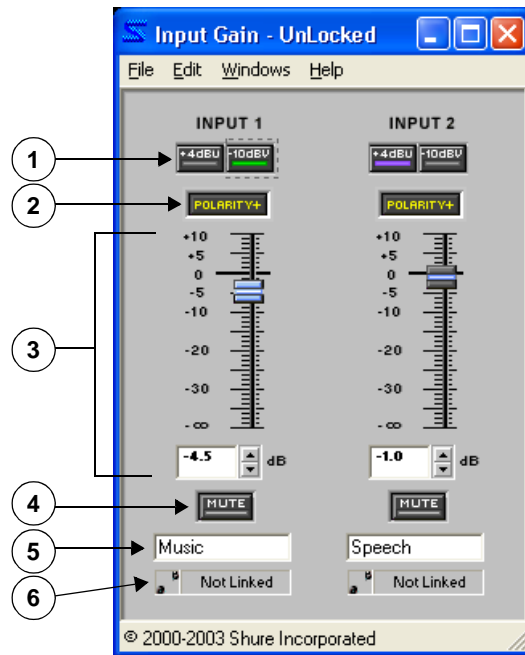 Input Gain - UnLocked
File Edit Windows Help
INPUT 1 INPUT 2
1
+4dBu -10dBV +4dBu -10dBV
2
POLARITY+ POLARITY+
+10 +10
+5 +5
0 0
-5 -5
-10 -10
3
-20 -20
-30 -30
-∞ -∞
-4.5 dB -1.0 dB
4
MUTE MUTE
5
Music Speech
6
Not Linked Not Linked
© 2000-2003 Shure Incorporated